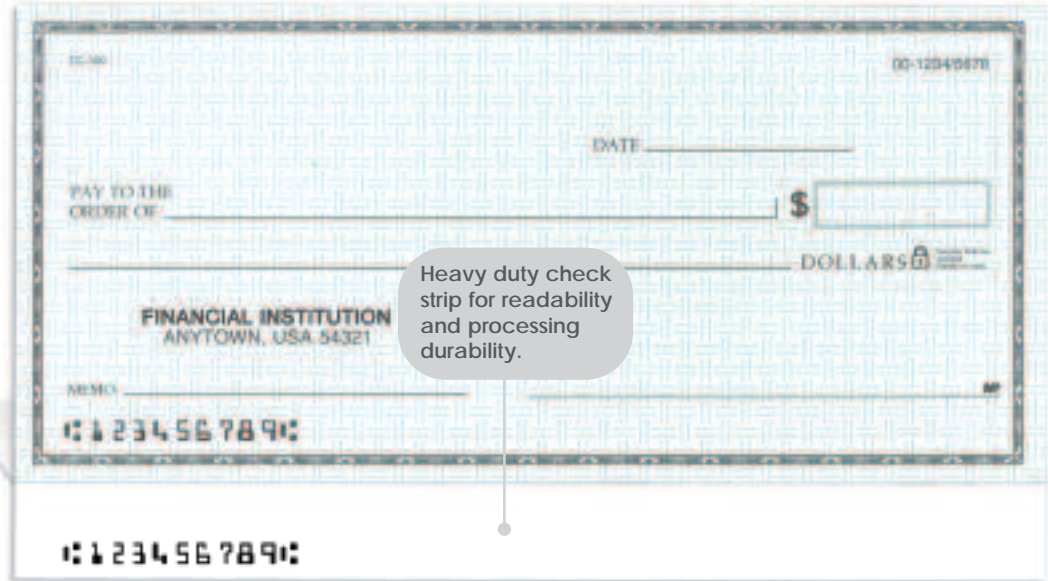 00-1234/5678
DATE
PAY TO THE
ORDER OF
$
DOLLARS
Heavy duty check
strip for readability
and processing
durability.
FINANCIAL INSTITUTION
ANYTOWN, USA 54321
MEMO
MP
⑆123456789⑆
⑆123456789⑆